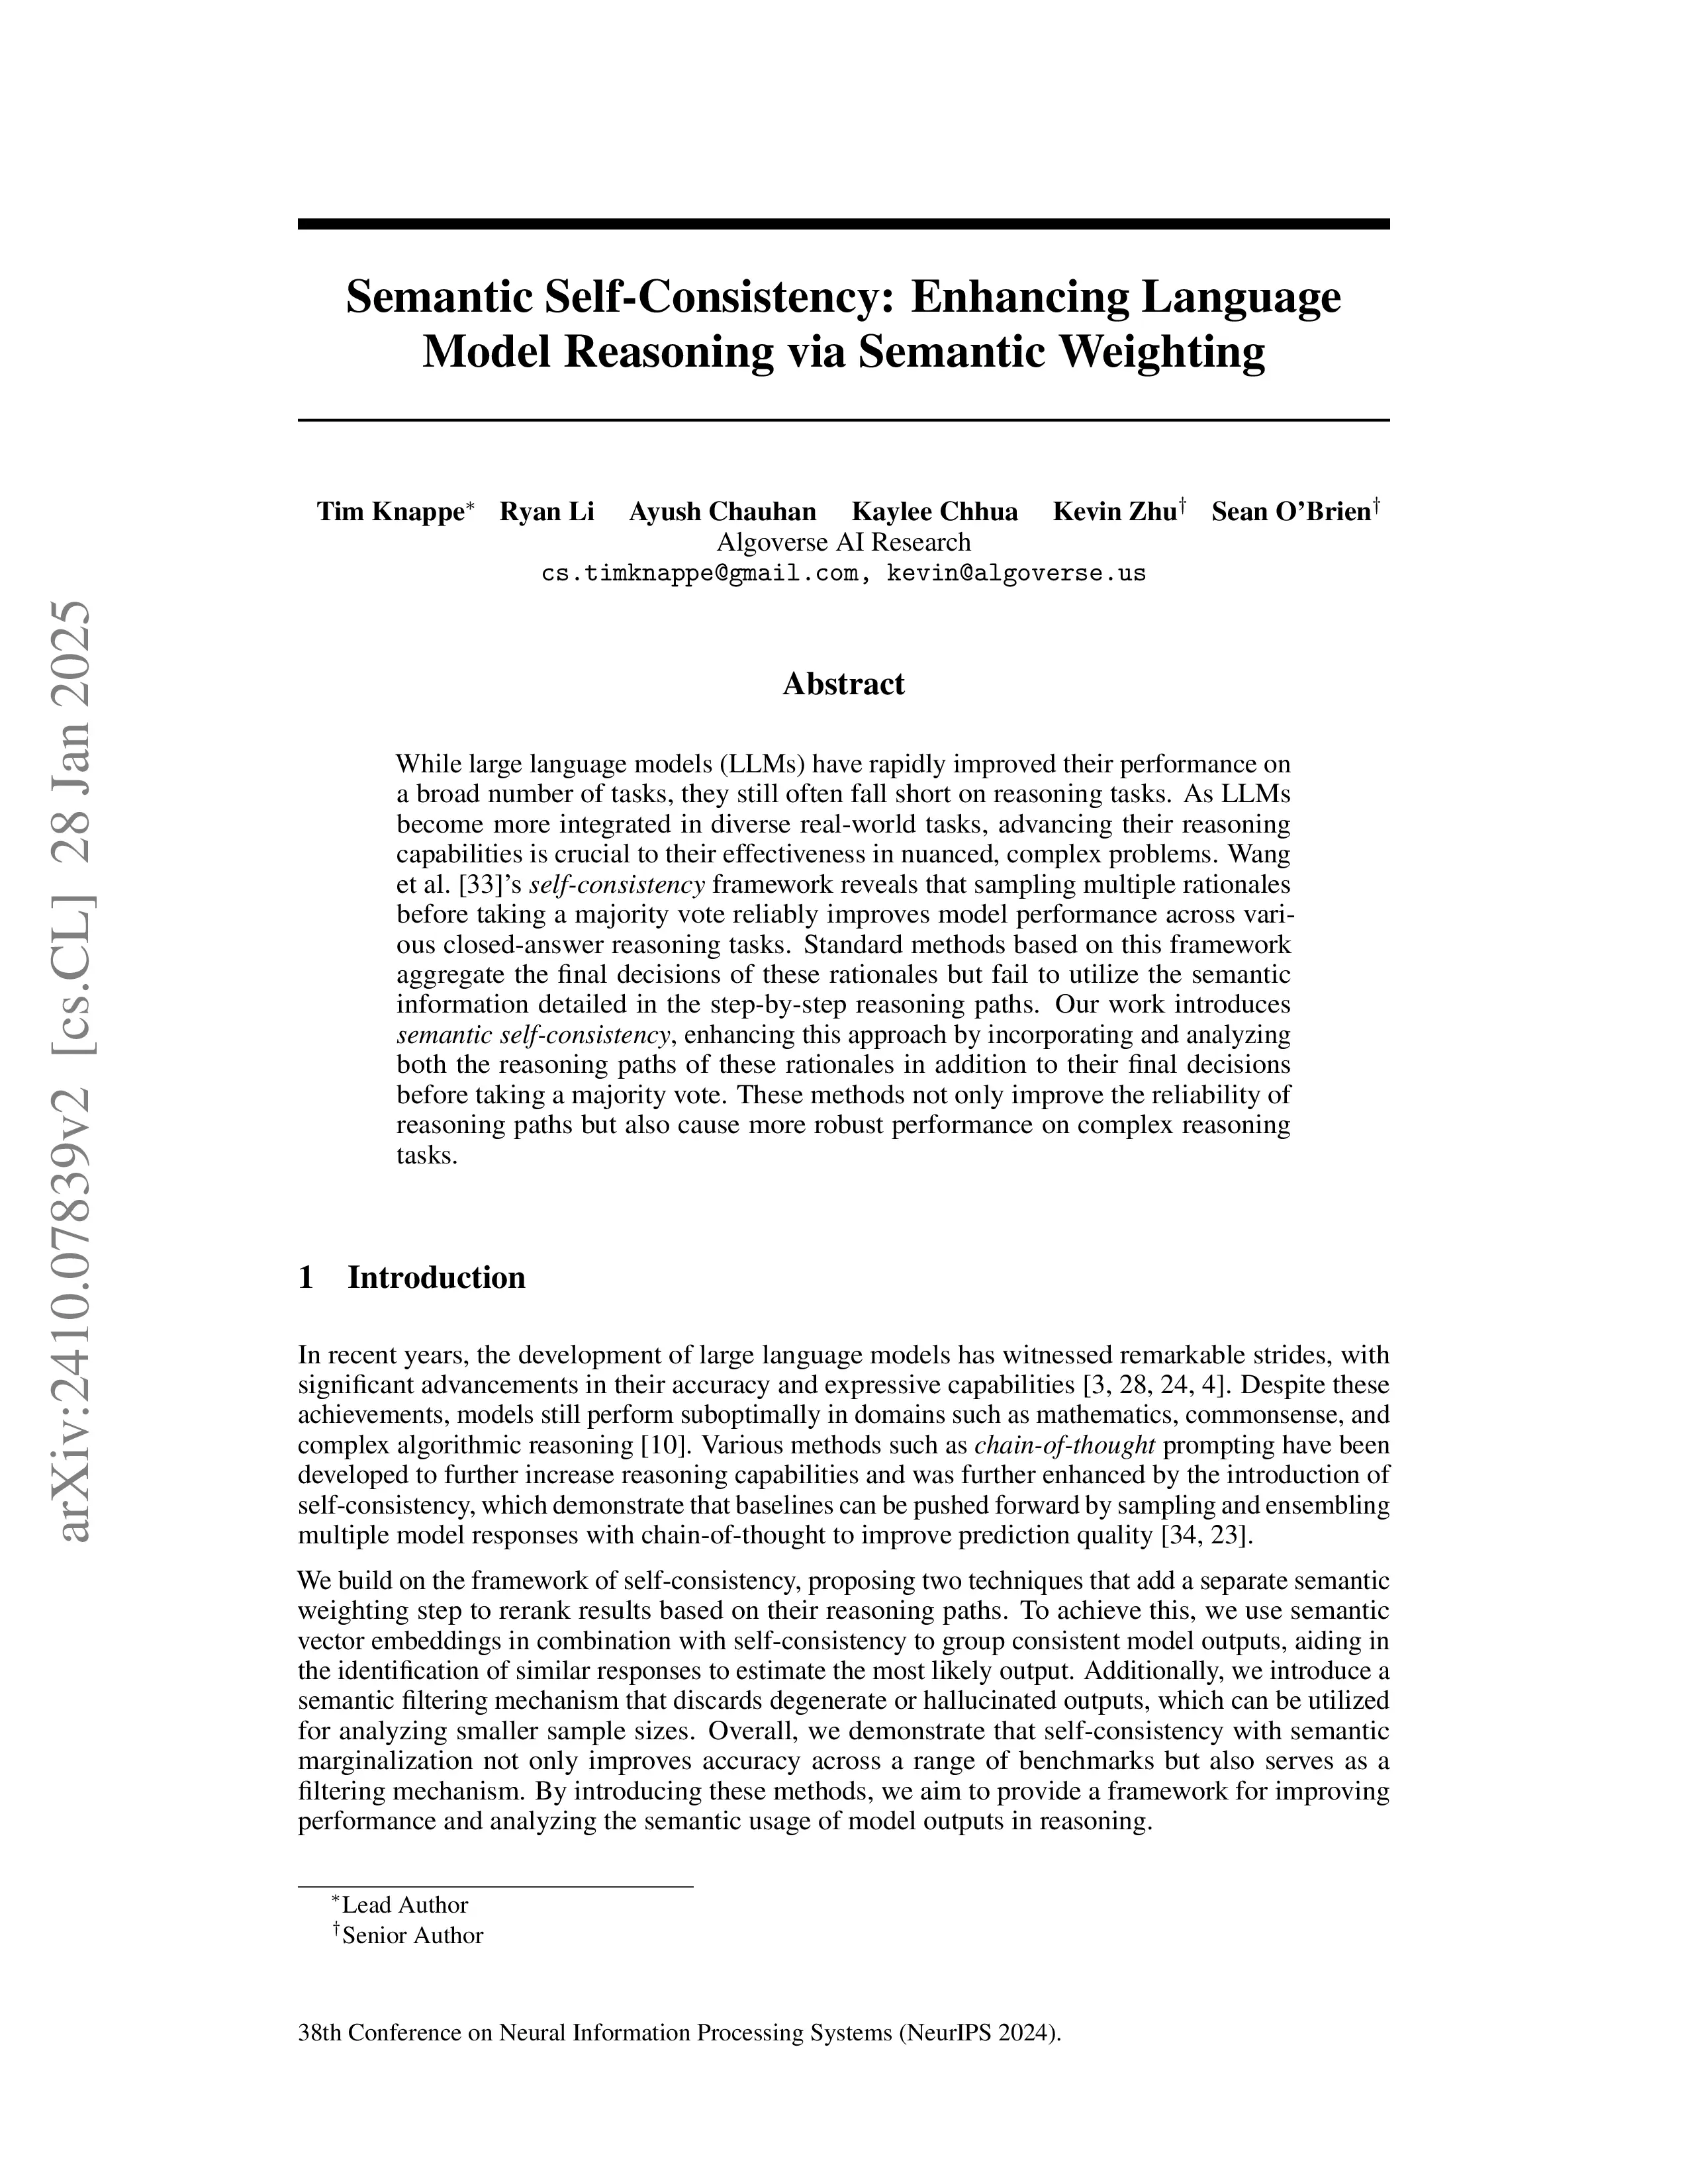 arXiv:2410.07839v2 [cs.CL] 28 Jan 2025
Semantic Self-Consistency: Enhancing Language
Model Reasoning via Semantic Weighting
Tim Knappe* Ryan Li Ayush Chauhan Kaylee Chhua Kevin Zhu† Sean O'Brien†
Algoverse AI Research
cs.timknappe@gmail.com, kevin@algoverse.us
Abstract
While large language models (LLMs) have rapidly improved their performance on
a broad number of tasks, they still often fall short on reasoning tasks. As LLMs
become more integrated in diverse real-world tasks, advancing their reasoning
capabilities is crucial to their effectiveness in nuanced, complex problems. Wang
et al. [33]'s self-consistency framework reveals that sampling multiple rationales
before taking a majority vote reliably improves model performance across vari-
ous closed-answer reasoning tasks. Standard methods based on this framework
aggregate the final decisions of these rationales but fail to utilize the semantic
information detailed in the step-by-step reasoning paths. Our work introduces
semantic self-consistency, enhancing this approach by incorporating and analyzing
both the reasoning paths of these rationales in addition to their final decisions
before taking a majority vote. These methods not only improve the reliability of
reasoning paths but also cause more robust performance on complex reasoning
tasks.
1 Introduction
In recent years, the development of large language models has witnessed remarkable strides, with
significant advancements in their accuracy and expressive capabilities [3, 28, 24, 4]. Despite these
achievements, models still perform suboptimally in domains such as mathematics, commonsense, and
complex algorithmic reasoning [10]. Various methods such as chain-of-thought prompting have been
developed to further increase reasoning capabilities and was further enhanced by the introduction of
self-consistency, which demonstrate that baselines can be pushed forward by sampling and ensembling
multiple model responses with chain-of-thought to improve prediction quality [34, 23].
We build on the framework of self-consistency, proposing two techniques that add a separate semantic
weighting step to rerank results based on their reasoning paths. To achieve this, we use semantic
vector embeddings in combination with self-consistency to group consistent model outputs, aiding in
the identification of similar responses to estimate the most likely output. Additionally, we introduce a
semantic filtering mechanism that discards degenerate or hallucinated outputs, which can be utilized
for analyzing smaller sample sizes. Overall, we demonstrate that self-consistency with semantic
marginalization not only improves accuracy across a range of benchmarks but also serves as a
filtering mechanism. By introducing these methods, we aim to provide a framework for improving
performance and analyzing the semantic usage of model outputs in reasoning.
*Lead Author
†Senior Author
38th Conference on Neural Information Processing Systems (NeurIPS 2024).